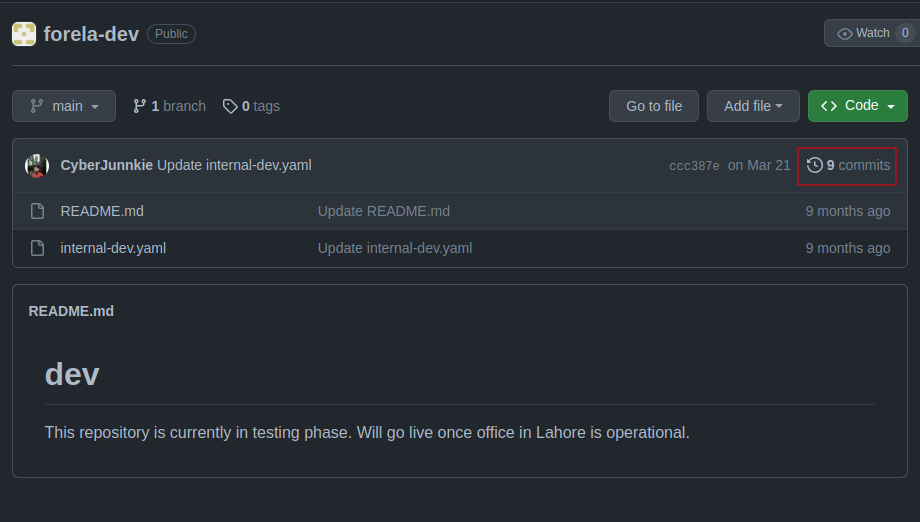 forela-dev Public Watch 0
main 1 branch 0 tags Go to file Add file Code
CyberJunnkie Update internal-dev.yaml ccc387e on Mar 21 9 commits
README.md Update README.md 9 months ago
internal-dev.yaml Update internal-dev.yaml 9 months ago
README.md
dev
This repository is currently in testing phase. Will go live once office in Lahore is operational.